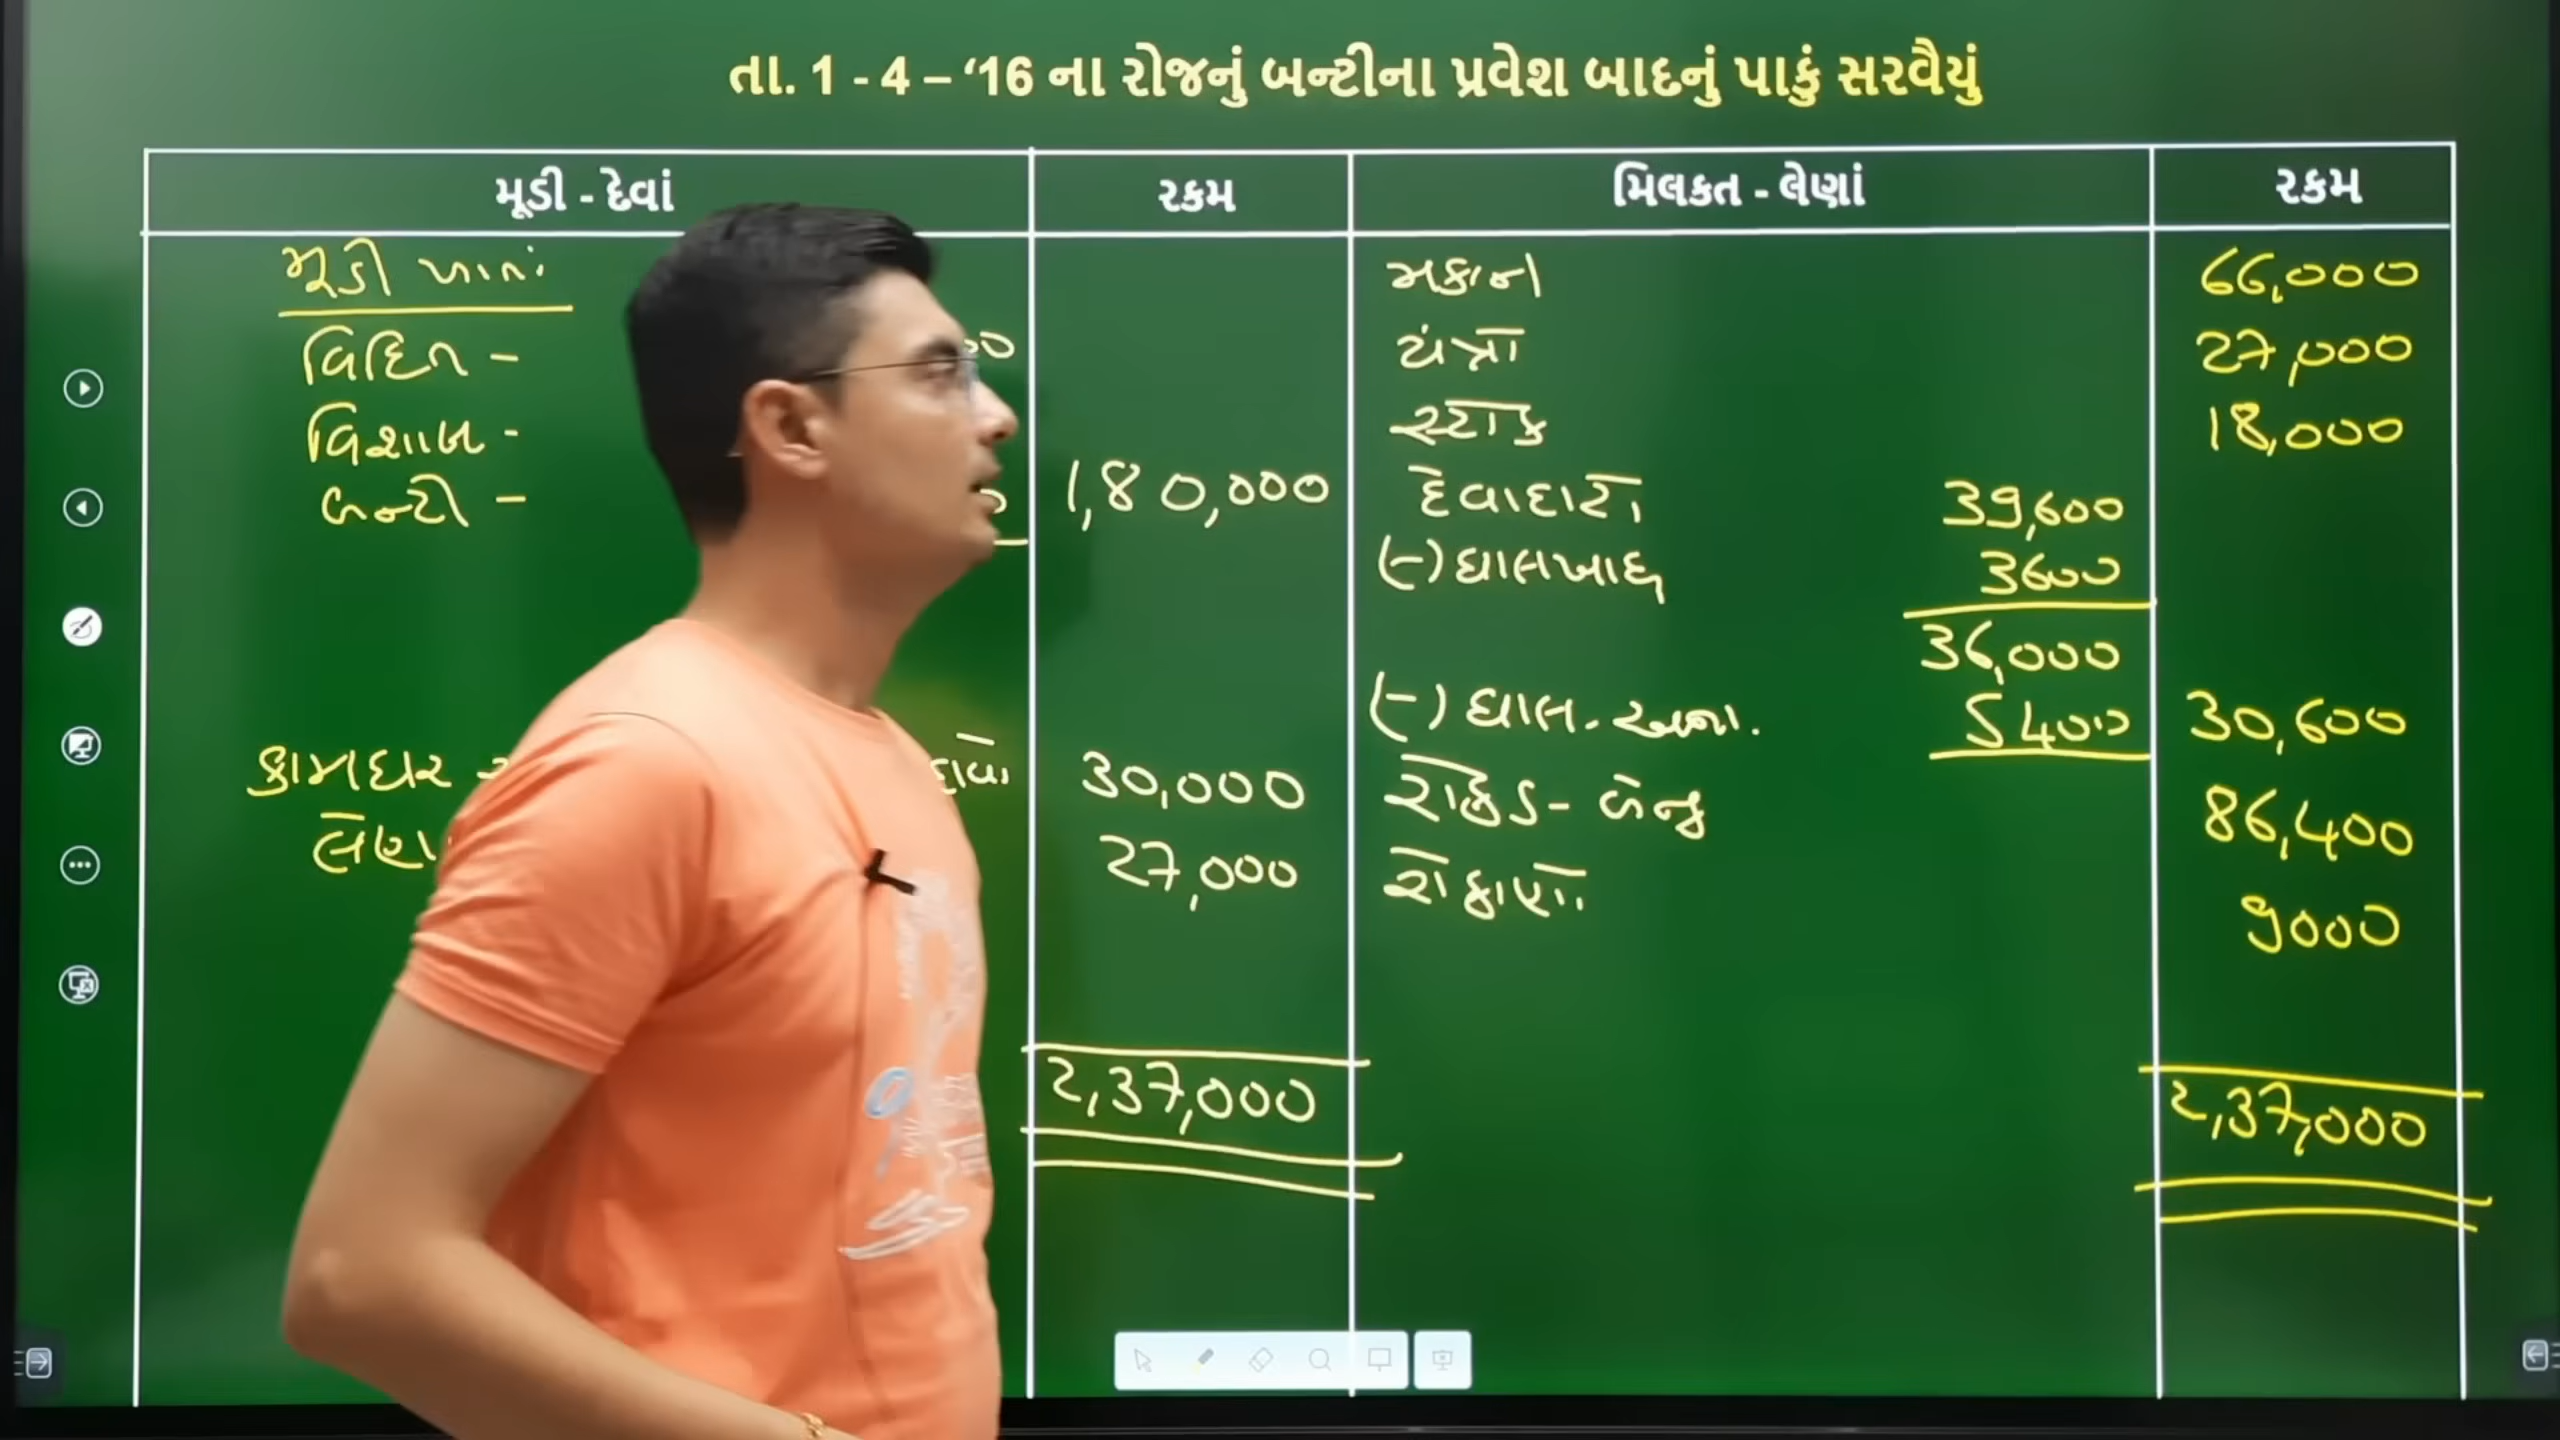 તા. 1 - 4 – ‘16 ના રોજનું બન્ટીના પ્રવેશ બાદનું પાકું સરવૈયું
મૂડી - દેવાં	રકમ	મિલકત - લેણાં	રકમ
મૂડી ખાતાં
વિહિત -
વિશાલ -
બન્ટી -	1,80,000
કામદાર	30,000
27,000
2,37,000
મકાન	66,000
યંત્રો	27,000
સ્ટોક	18,000
દેવાદારો	39,600
(-) ઘાલખાધ	3600
36,000
(-) ઘાલ. અના.	5400	30,600
રોકડ - બેન્ક	86,400
રોકાણો	9000
2,37,000